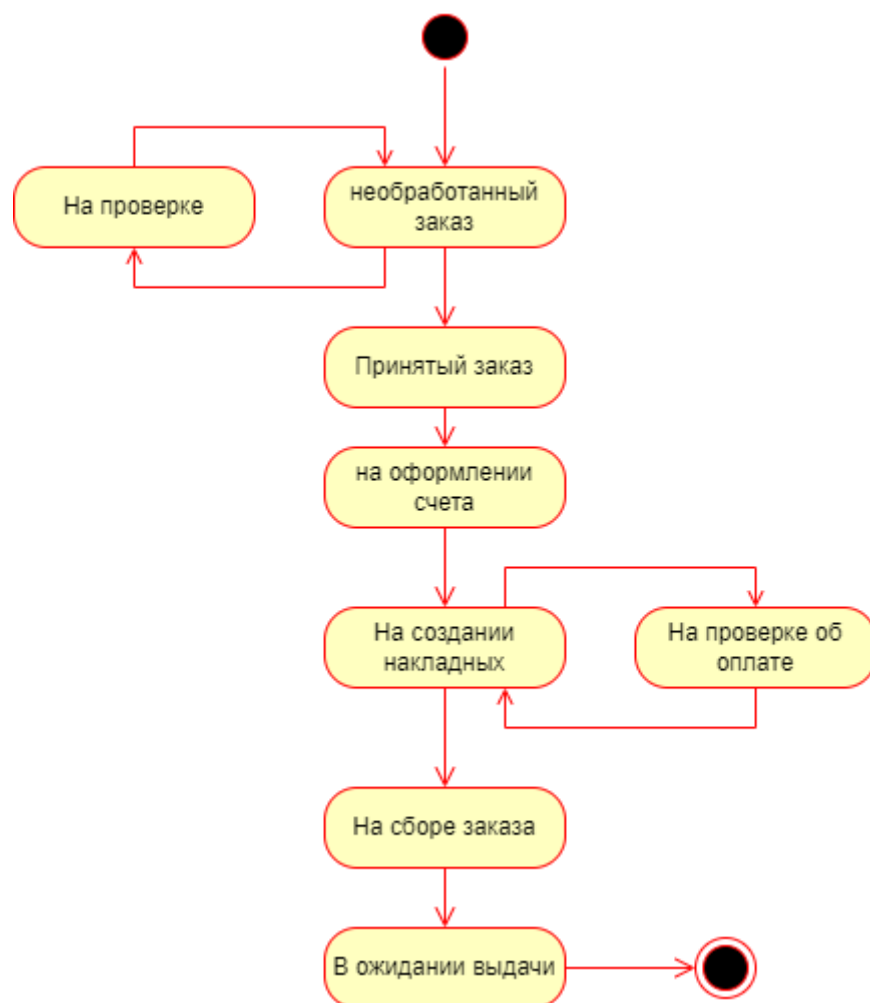 На проверке
необработанный
заказ
Принятый заказ
на оформлении
счета
На создании
накладных
На проверке об
оплате
На сборе заказа
В ожидании выдачи